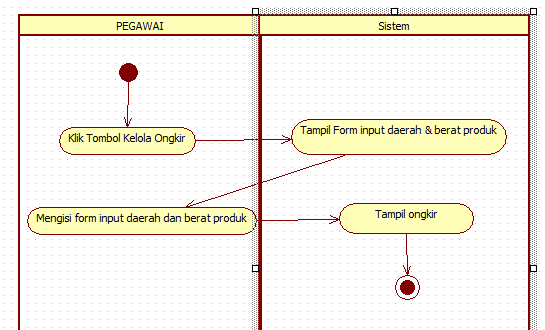 PEGAWAI
Sistem
Klik Tombol Kelola Ongkir
Tampil Form input daerah & berat produk
Mengisi form input daerah dan berat produk
Tampil ongkir